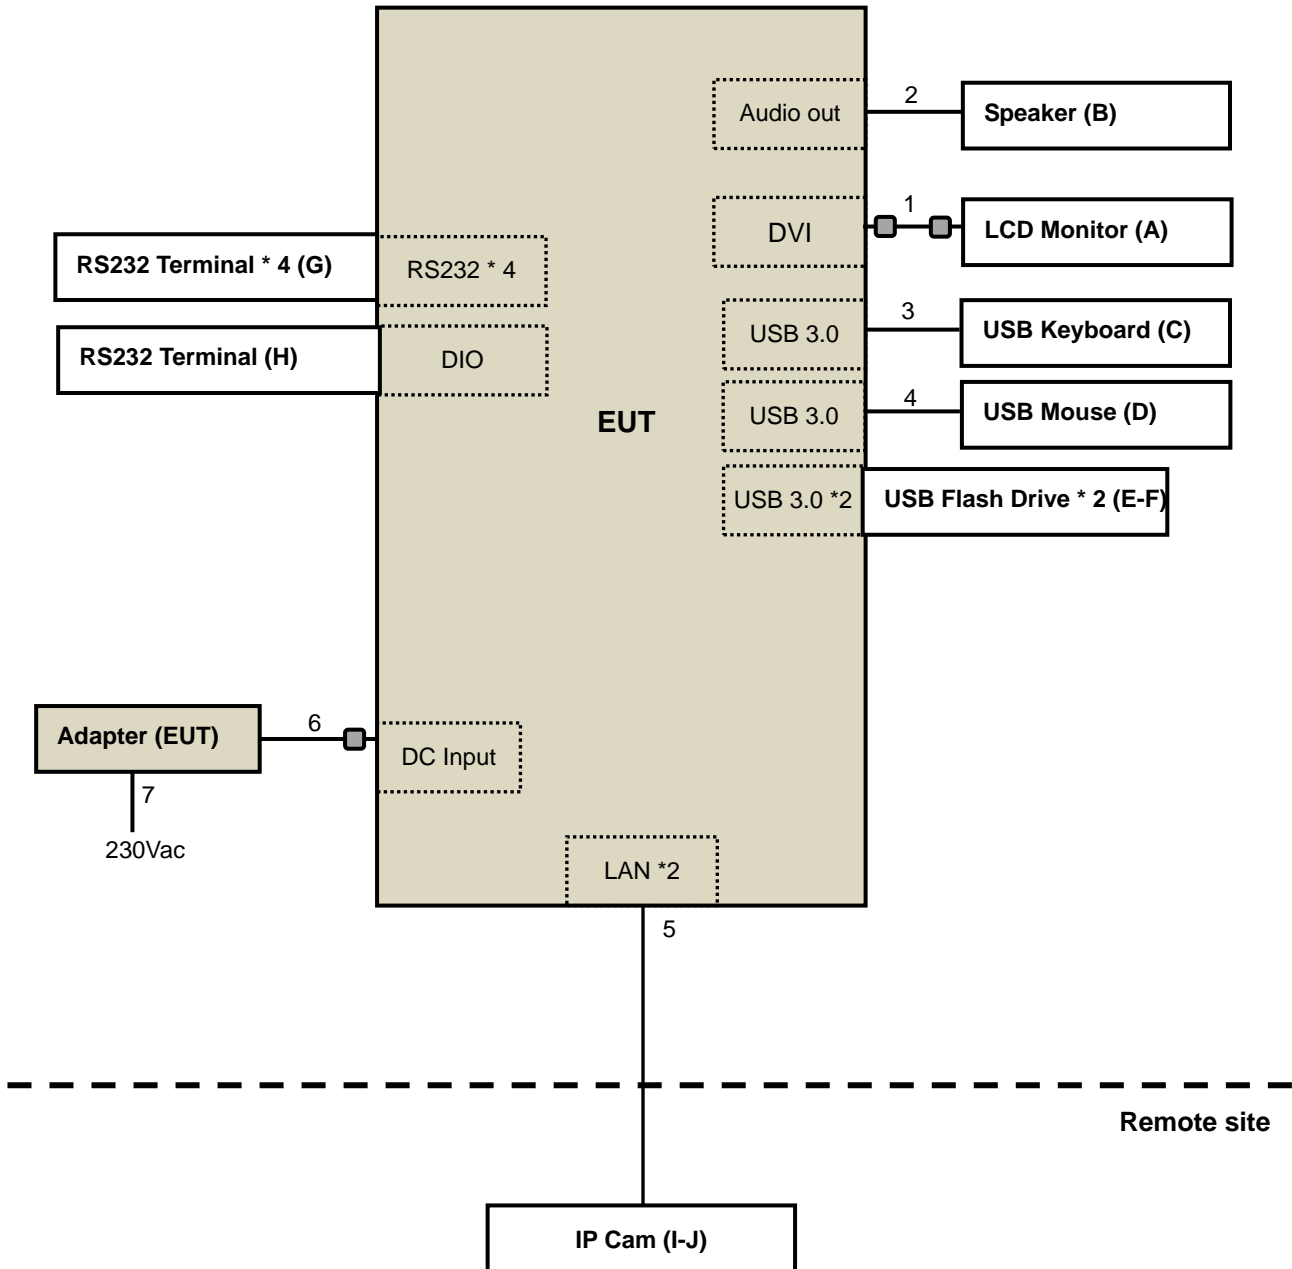 Audio out
2
Speaker (B)
DVI
1
LCD Monitor (A)
RS232 Terminal * 4 (G)
RS232 * 4
USB 3.0
3
USB Keyboard (C)
RS232 Terminal (H)
DIO
EUT
USB 3.0
4
USB Mouse (D)
USB 3.0 *2
USB Flash Drive * 2 (E-F)
Adapter (EUT)
6
DC Input
7
230Vac
LAN *2
5
Remote site
IP Cam (I-J)